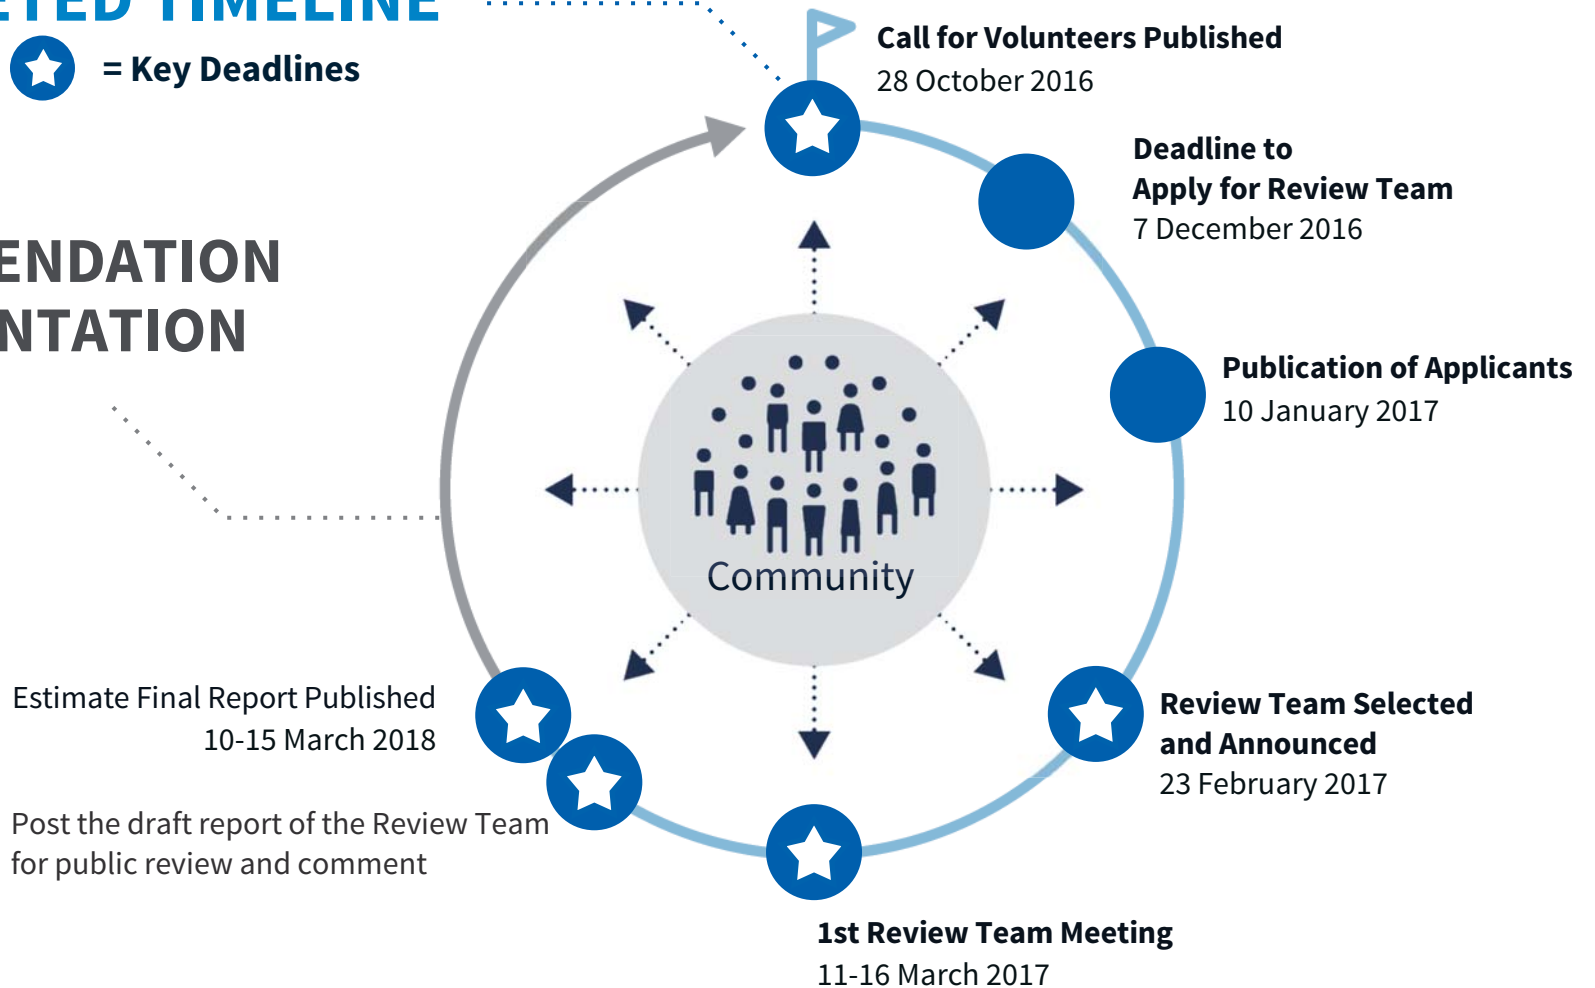 TIMELINE
= Key Deadlines
Call for Volunteers Published
28 October 2016
Deadline to
Apply for Review Team
7 December 2016
Publication of Applicants
10 January 2017
Community
Review Team Selected
and Announced
23 February 2017
1st Review Team Meeting
11-16 March 2017
Post the draft report of the Review Team
for public review and comment
Estimate Final Report Published
10-15 March 2018
ENDATION
NTATION